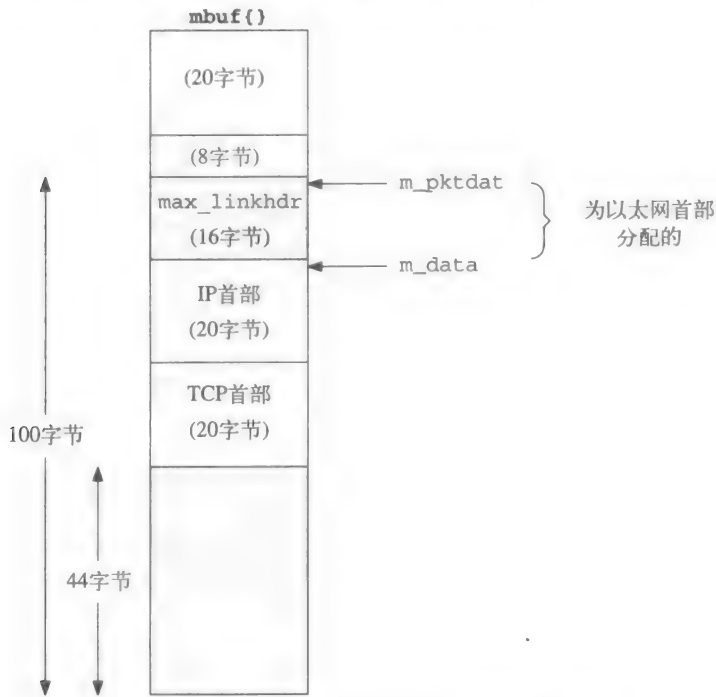 mbuf{}
(20字节)
(8字节)
m_pktdat
max_linkhdr
(16字节)
为以太网首部
分配的
m_data
IP首部
(20字节)
TCP首部
(20字节)
100字节
44字节